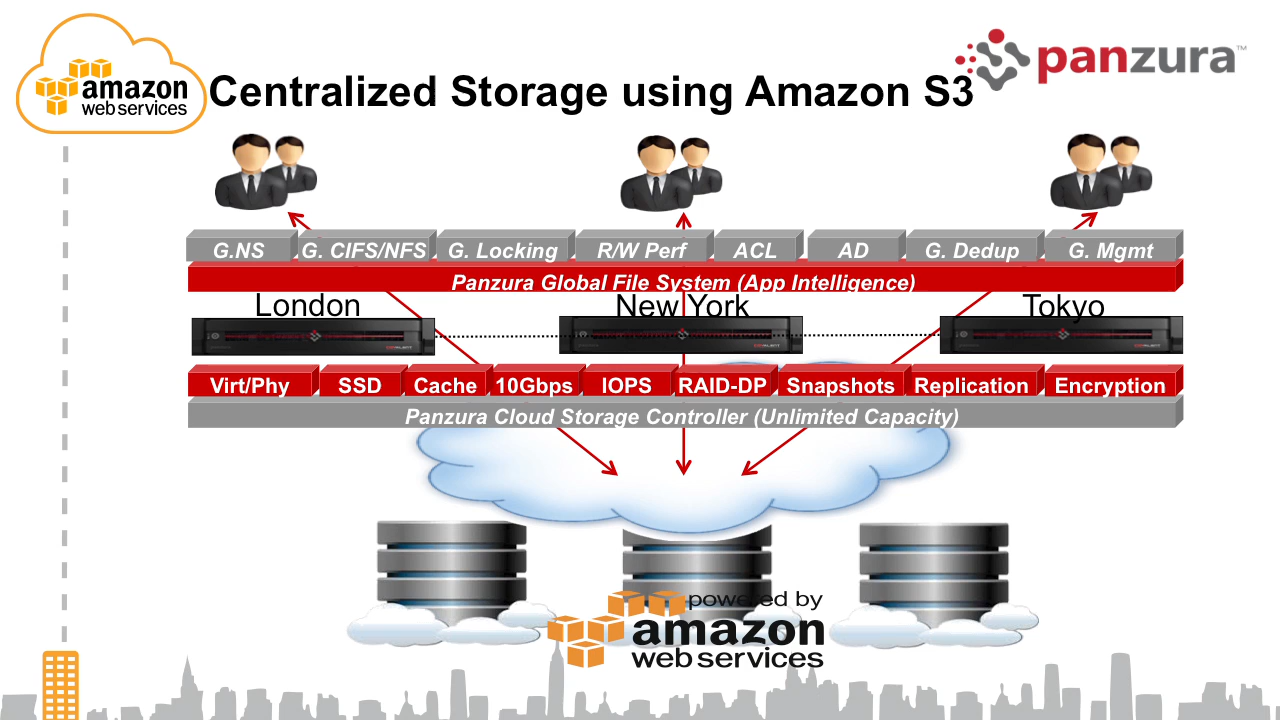 amazon
web services
Centralized Storage using Amazon S3
panzura™
G.NS G. CIFS/NFS G. Locking R/W Perf ACL AD G. Dedup G. Mgmt
Panzura Global File System (App Intelligence)
London New York Tokyo
Virt/Phy SSD Cache 10Gbps IOPS RAID-DP Snapshots Replication Encryption
Panzura Cloud Storage Controller (Unlimited Capacity)
powered by
amazon
web services